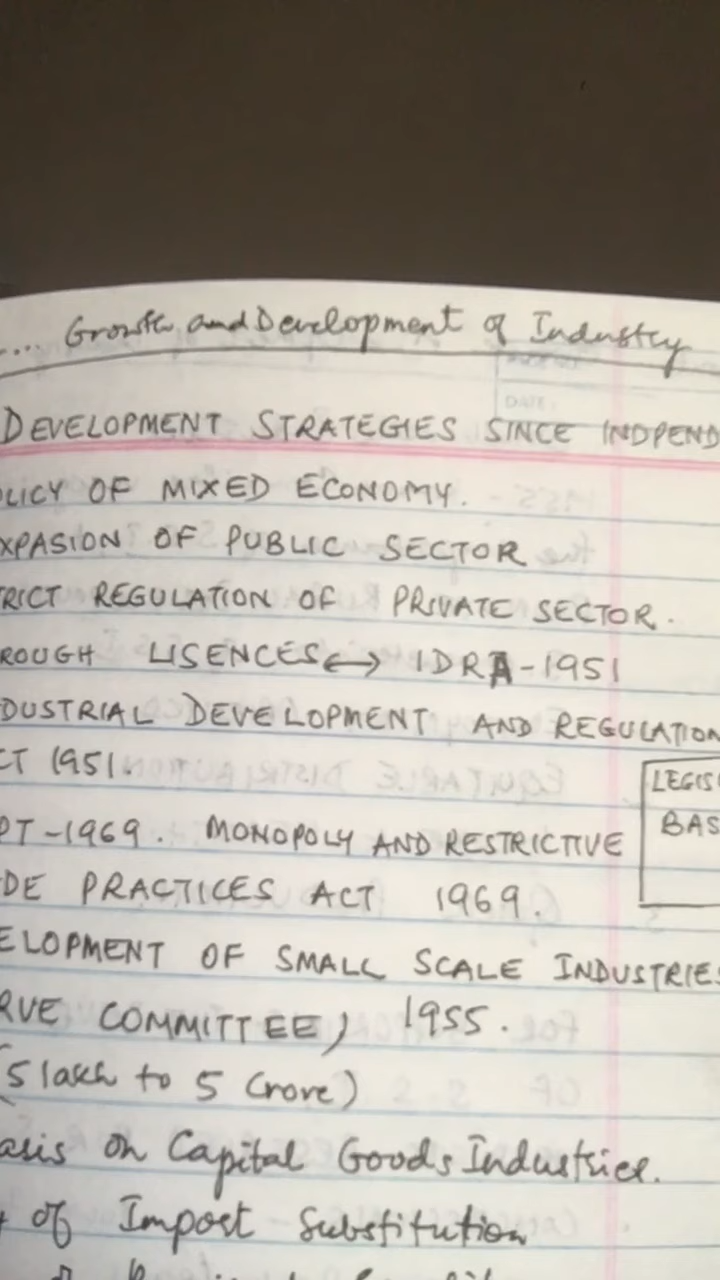 .... Growth and Development of Industry
DEVELOPMENT STRATEGIES SINCE INDPEND
LICY OF MIXED ECONOMY.
XPASION OF PUBLIC SECTOR
RICT REGULATION OF PRIVATE SECTOR.
ROUGH LISENCES ↔ IDRA-1951
DUSTRIAL DEVELOPMENT AND REGULATION
CT 1951.
LEGIS
PT-1969. MONOPOLY AND RESTRICTIVE
BAS
DE PRACTICES ACT 1969.
ELOPMENT OF SMALL SCALE INDUSTRIES
RVE COMMITTEE) 1955.
(5 lakh to 5 Crore)
asis on Capital Goods Industries.
of Import Substitution